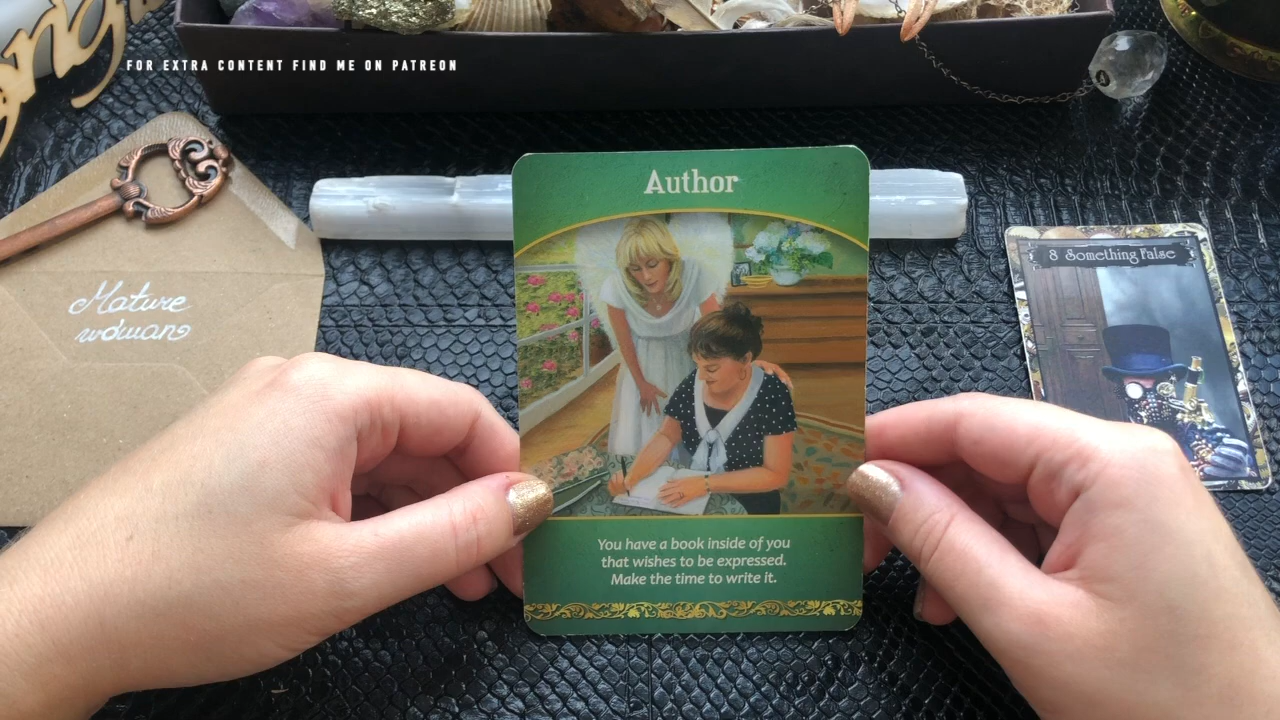 FOR EXTRA CONTENT FIND ME ON PATREON
Mature
woman
Author
You have a book inside of you
that wishes to be expressed.
Make the time to write it.
8 Something False